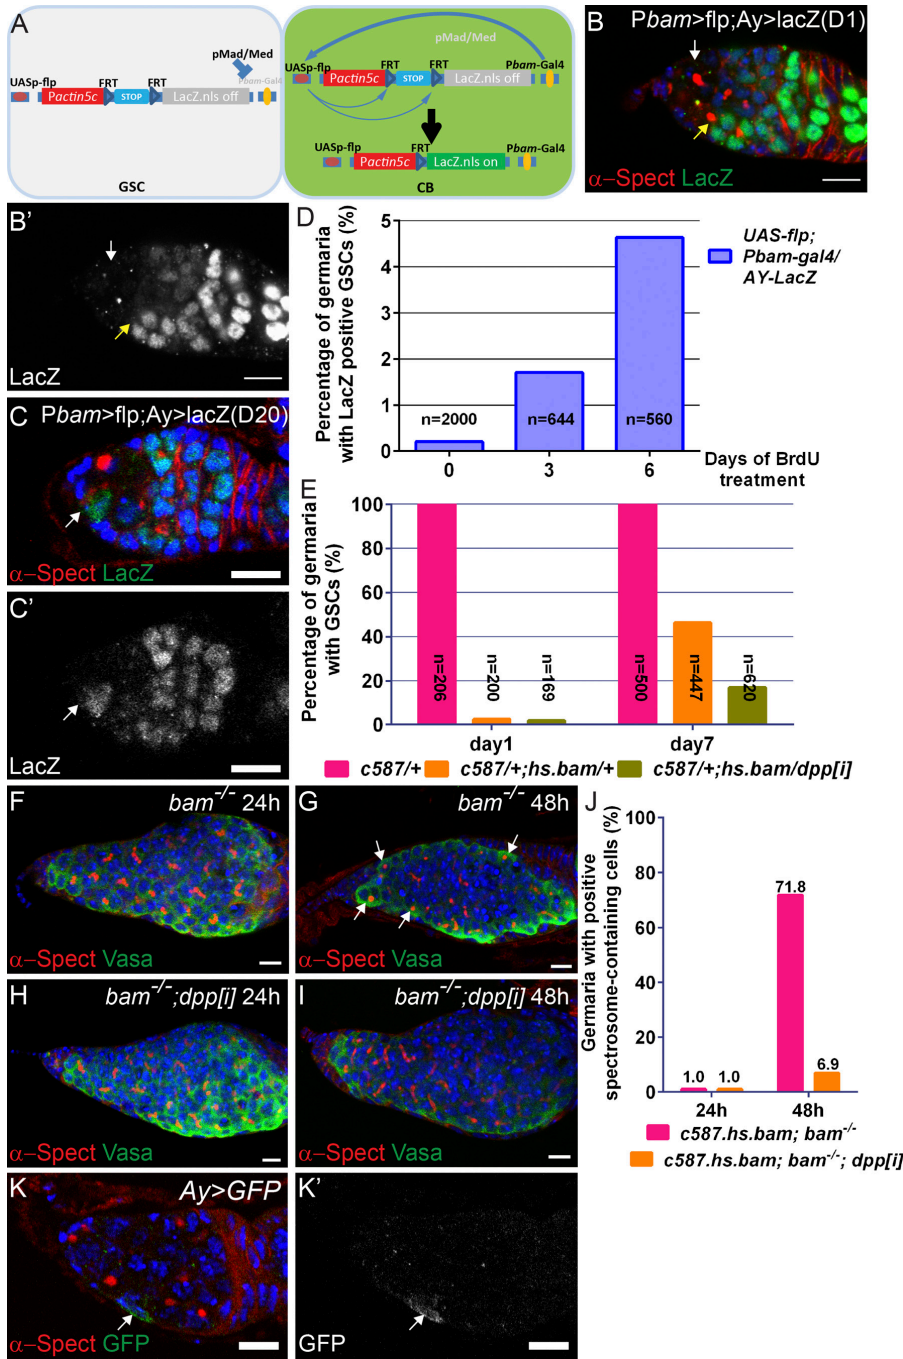 A
pMad/Med
UASp-flp
FRT
FRT
Pbam-Gal4
Pactin5c
STOP
LacZ.nls off
GSC
pMad/Med
UASp-flp
FRT
FRT
Pbam-Gal4
Pactin5c
STOP
LacZ.nls off
UASp-flp
FRT
Pbam-Gal4
Pactin5c
LacZ.nls on
CB
B
Pbam>flp;Ay>lacZ(D1)
α–Spect LacZ
B'
LacZ
C
Pbam>flp;Ay>lacZ(D20)
α–Spect LacZ
C'
LacZ
D
Percentage of germaria
with LacZ positive GSCs (%)
5
4
3
2
1
0
n=2000
n=644
n=560
0
3
6
Days of BrdU
treatment
UAS-flp;
Pbam-gal4/
AY-LacZ
E
Percentage of germaria
with GSCs (%)
100
80
60
40
20
0
n=206
n=200
n=169
n=500
n=447
n=620
day1
day7
c587/+
c587/+;hs.bam/+
c587/+;hs.bam/dpp[i]
F
bam-/- 24h
α–Spect Vasa
G
bam-/- 48h
α–Spect Vasa
H
bam-/-;dpp[i] 24h
α–Spect Vasa
I
bam-/-;dpp[i] 48h
α–Spect Vasa
J
Germaria with positive
spectrosome-containing cells (%)
100
80
60
40
20
0
1.0
1.0
71.8
6.9
24h
48h
c587.hs.bam; bam-/-
c587.hs.bam; bam-/-; dpp[i]
K
Ay>GFP
α–Spect GFP
K'
GFP